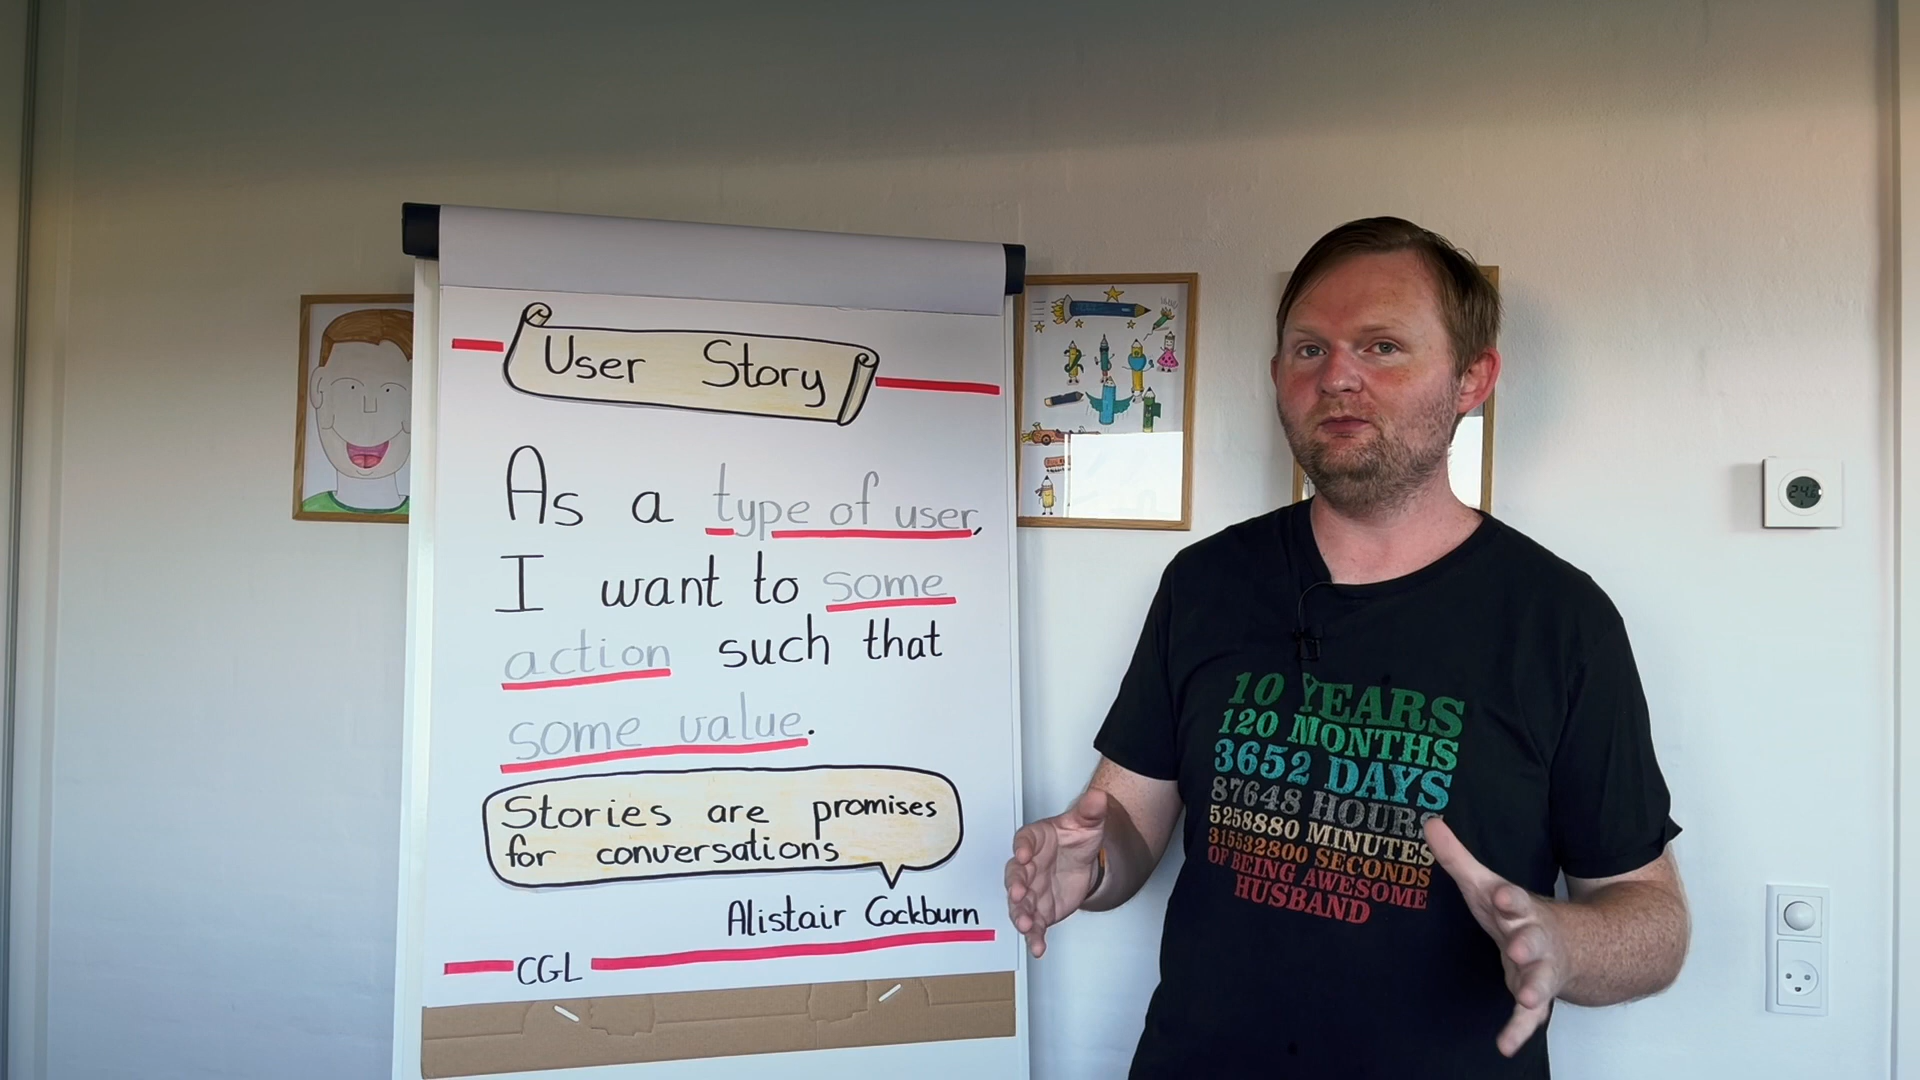 User Story
As a type of user,
I want to some
action such that
some value.
Stories are promises
for conversations
Alistair Cockburn
CGL
10 YEARS
120 MONTHS
3652 DAYS
87648 HOURS
5258880 MINUTES
315532800 SECONDS
OF BEING AWESOME
HUSBAND